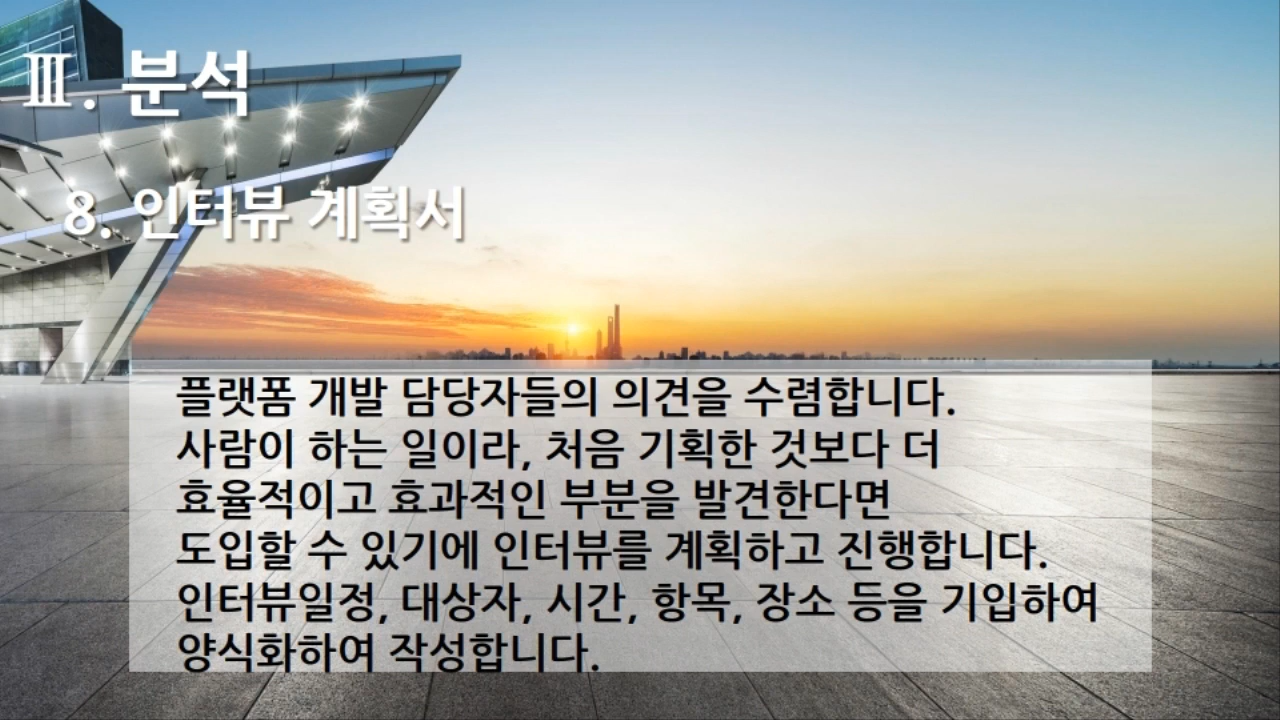 Ⅲ. 분석
8. 인터뷰 계획서
플랫폼 개발 담당자들의 의견을 수렴합니다.
사람이 하는 일이라, 처음 기획한 것보다 더
효율적이고 효과적인 부분을 발견한다면
도입할 수 있기에 인터뷰를 계획하고 진행합니다.
인터뷰일정, 대상자, 시간, 항목, 장소 등을 기입하여
양식화하여 작성합니다.